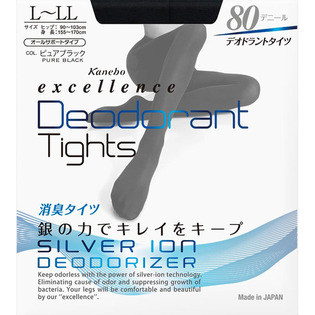 L〜LL
サイズ ヒップ：90〜103cm
身 長：155〜170cm
オールサポートタイプ
COL. ピュアブラック
PURE BLACK
80デニール
デオドラントタイツ
Kanebo
excellence
Deodorant
Tights
消臭タイツ
銀の力でキレイをキープ
SILVER ION
DEODORIZER
Keep odorless with the power of silver-ion technology.
Eliminating cause of odor and suppressing growth of
bacteria. Your legs will be comfortable and beautiful
by our "excellence".
Made in JAPAN